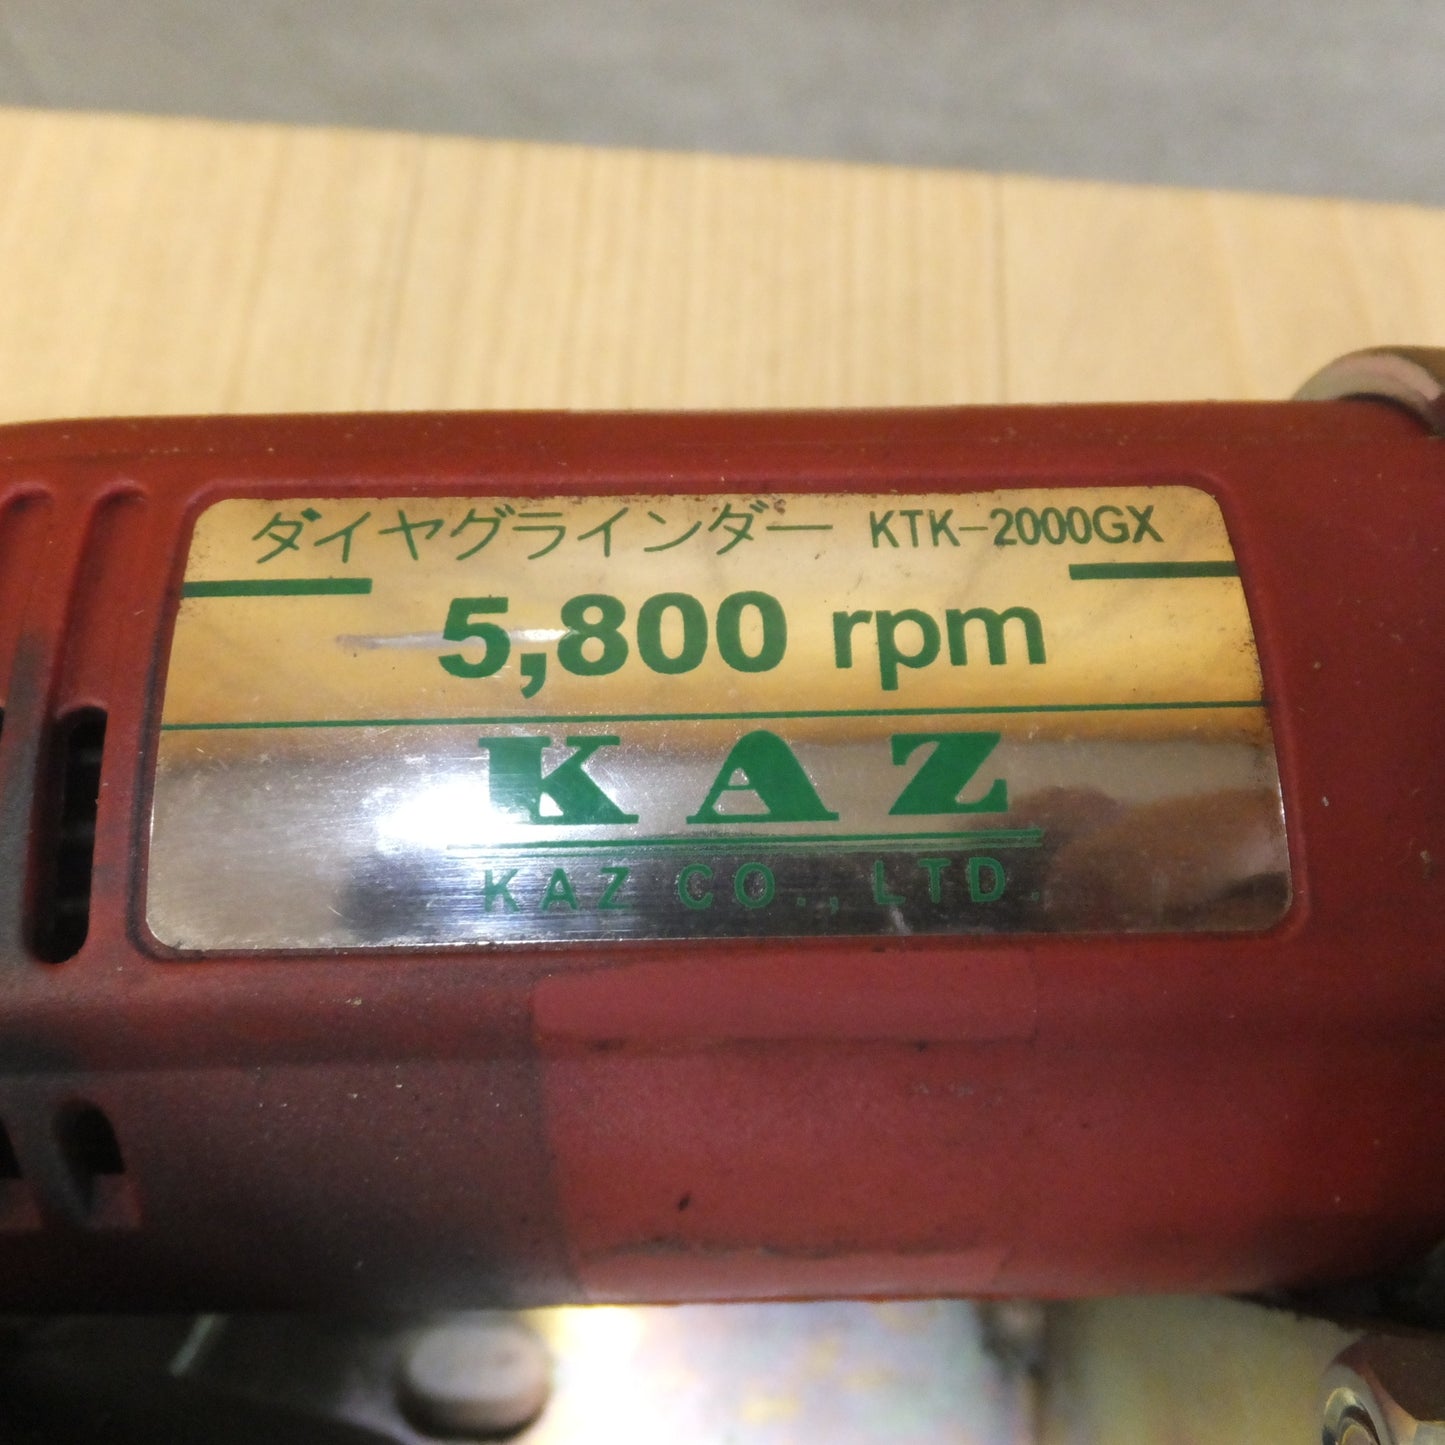 ダイヤグラインダー KTK-2000GX
5,800 rpm
KAZ
KAZ CO., LTD.